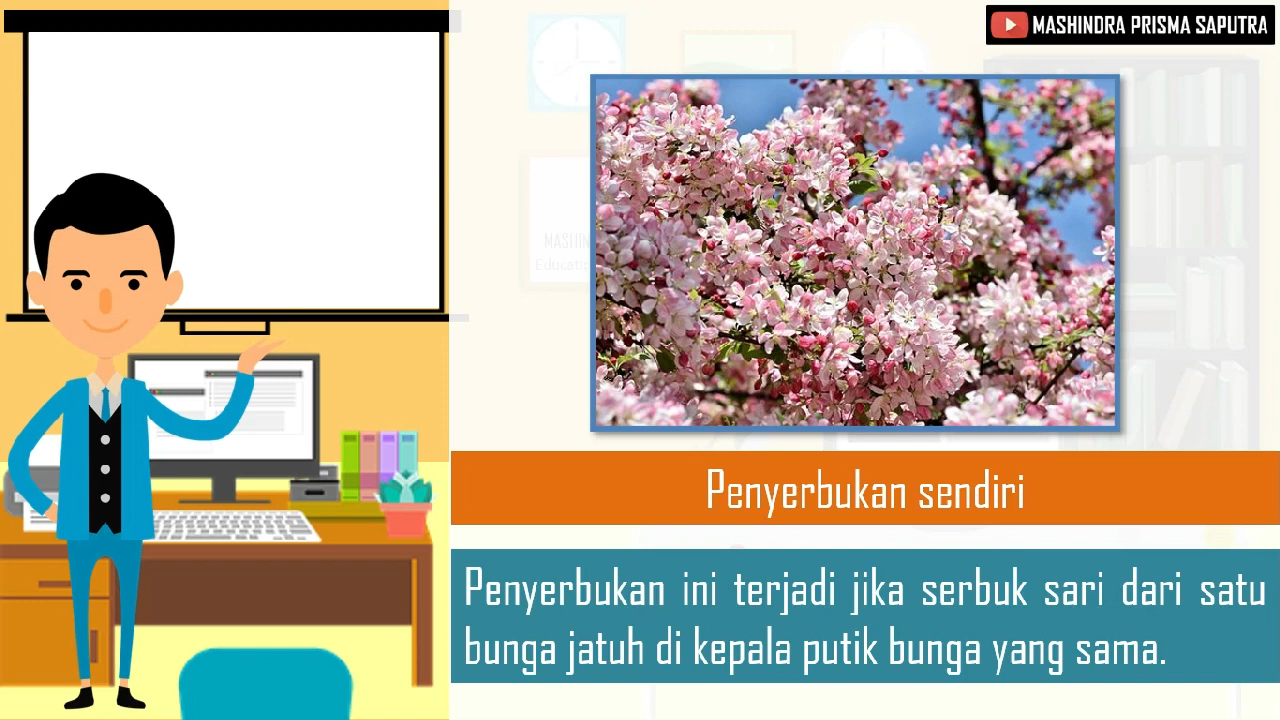 MASHINDRA PRISMA SAPUTRA
Penyerbukan sendiri
Penyerbukan ini terjadi jika serbuk sari dari satu
bunga jatuh di kepala putik bunga yang sama.